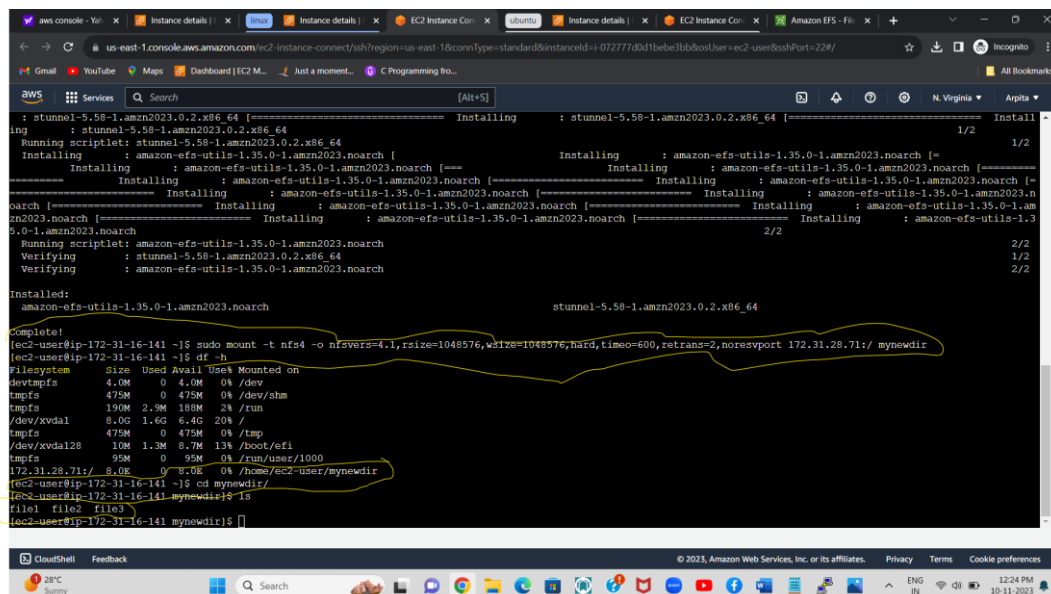 aws console - Yah
Instance details |
linux
Instance details |
EC2 Instance Con
ubuntu
Instance details |
EC2 Instance Con
Amazon EFS - File
us-east-1.console.aws.amazon.com/ec2-instance-connect/ssh?region=us-east-1&connType=standard&instanceId=i-072777d0d1bebe3bb&osUser=ec2-user&sshPort=22#/
Incognito
Gmail YouTube Maps Dashboard | EC2 M... Just a moment... C Programming fro...
All Bookmarks
aws Services Search [Alt+S] N. Virginia Arpita
: stunnel-5.58-1.amzn2023.0.2.x86_64 [================================ Installing : stunnel-5.58-1.amzn2023.0.2.x86_64 [================================ Install
ing : stunnel-5.58-1.amzn2023.0.2.x86_64 1/2
Running scriptlet: stunnel-5.58-1.amzn2023.0.2.x86_64 1/2
Installing : amazon-efs-utils-1.35.0-1.amzn2023.noarch [ Installing : amazon-efs-utils-1.35.0-1.amzn2023.noarch [=
Installing : amazon-efs-utils-1.35.0-1.amzn2023.noarch [=== Installing : amazon-efs-utils-1.35.0-1.amzn2023.noarch [=========
========= Installing : amazon-efs-utils-1.35.0-1.amzn2023.noarch [========================= Installing : amazon-efs-utils-1.35.0-1.amzn2023.noarch [=
======================== Installing : amazon-efs-utils-1.35.0-1.amzn2023.noarch [========================= Installing : amazon-efs-utils-1.35.0-1.amzn2023.n
oarch [========================= Installing : amazon-efs-utils-1.35.0-1.amzn2023.noarch [========================= Installing : amazon-efs-utils-1.35.0-1.am
zn2023.noarch [========================= Installing : amazon-efs-utils-1.35.0-1.amzn2023.noarch [========================= Installing : amazon-efs-utils-1.3
5.0-1.amzn2023.noarch 2/2
Running scriptlet: amazon-efs-utils-1.35.0-1.amzn2023.noarch 2/2
Verifying : stunnel-5.58-1.amzn2023.0.2.x86_64 1/2
Verifying : amazon-efs-utils-1.35.0-1.amzn2023.noarch 2/2
Installed:
amazon-efs-utils-1.35.0-1.amzn2023.noarch stunnel-5.58-1.amzn2023.0.2.x86_64
Complete!
[ec2-user@ip-172-31-16-141 ~]$ sudo mount -t nfs4 -o nfsvers=4.1,rsize=1048576,wsize=1048576,hard,timeo=600,retrans=2,noresvport 172.31.28.71:/ mynewdir
[ec2-user@ip-172-31-16-141 ~]$ df -h
Filesystem Size Used Avail Use% Mounted on
devtmpfs 4.0M 0 4.0M 0% /dev
tmpfs 475M 0 475M 0% /dev/shm
tmpfs 190M 2.9M 188M 2% /run
/dev/xvda1 8.0G 1.6G 6.4G 20% /
tmpfs 475M 0 475M 0% /tmp
/dev/xvda128 10M 1.3M 8.7M 13% /boot/efi
tmpfs 95M 0 95M 0% /run/user/1000
172.31.28.71:/ 8.0E 0 8.0E 0% /home/ec2-user/mynewdir
[ec2-user@ip-172-31-16-141 ~]$ cd mynewdir/
[ec2-user@ip-172-31-16-141 mynewdir]$ ls
file1 file2 file3
[ec2-user@ip-172-31-16-141 mynewdir]$
CloudShell Feedback © 2023, Amazon Web Services, Inc. or its affiliates. Privacy Terms Cookie preferences
28°C
Sunny
Search
ENG
IN
12:24 PM
10-11-2023